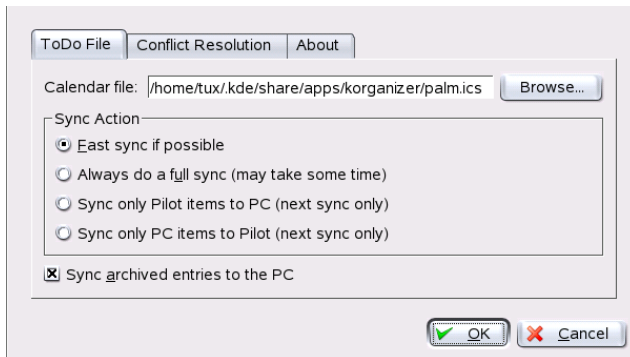 ToDo File Conflict Resolution About
Calendar file: /home/tux/.kde/share/apps/korganizer/palm.ics Browse...
Sync Action
Fast sync if possible
Always do a full sync (may take some time)
Sync only Pilot items to PC (next sync only)
Sync only PC items to Pilot (next sync only)
Sync archived entries to the PC
OK Cancel